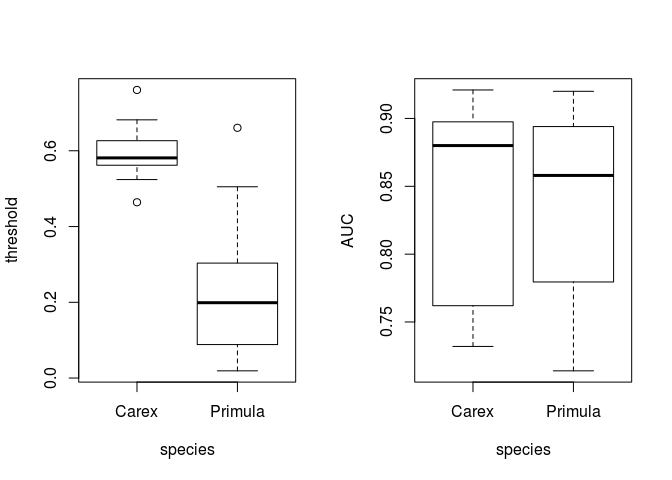 threshold
0.6
0.4
0.2
0.0
Carex Primula
species
AUC
0.90
0.85
0.80
0.75
Carex Primula
species